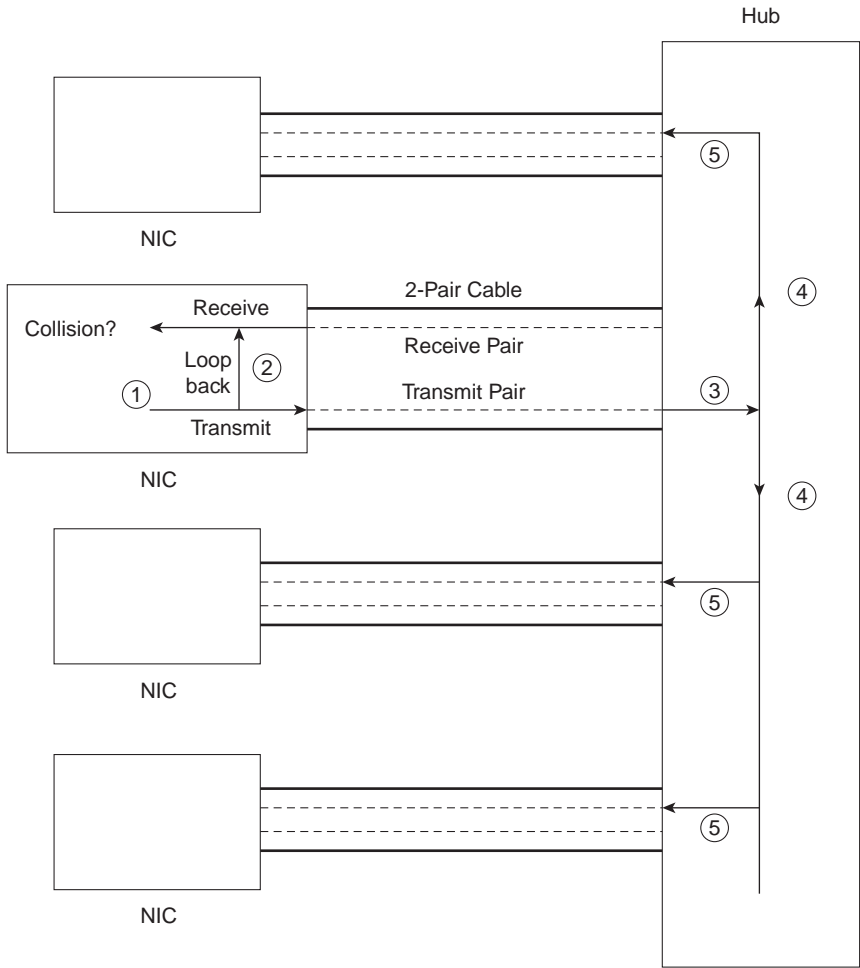 Hub
5
NIC
2-Pair Cable
4
Receive
Collision?
Receive Pair
Loop
back
2
1
Transmit Pair
3
Transmit
NIC
4
5
NIC
5
NIC